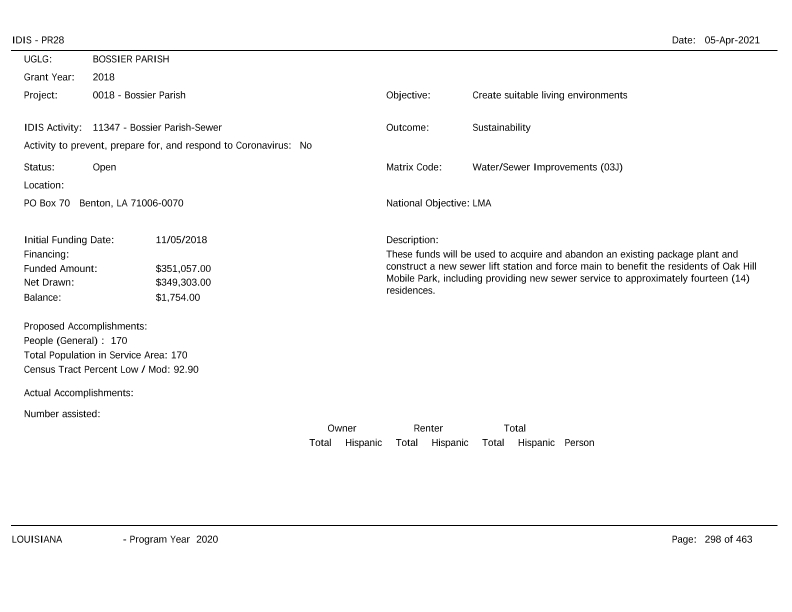 IDIS - PR28 Date: 05-Apr-2021
UGLG: BOSSIER PARISH
Grant Year: 2018
Project: 0018 - Bossier Parish Objective: Create suitable living environments
IDIS Activity: 11347 - Bossier Parish-Sewer Outcome: Sustainability
Activity to prevent, prepare for, and respond to Coronavirus: No
Status: Open Matrix Code: Water/Sewer Improvements (03J)
Location:
PO Box 70 Benton, LA 71006-0070 National Objective: LMA
Initial Funding Date: 11/05/2018 Description:
Financing: These funds will be used to acquire and abandon an existing package plant and
Funded Amount: $351,057.00 construct a new sewer lift station and force main to benefit the residents of Oak Hill
Net Drawn: $349,303.00 Mobile Park, including providing new sewer service to approximately fourteen (14)
Balance: $1,754.00 residences.
Proposed Accomplishments:
People (General) : 170
Total Population in Service Area: 170
Census Tract Percent Low / Mod: 92.90
Actual Accomplishments:
Number assisted:
Owner Renter Total
Total Hispanic Total Hispanic Total Hispanic Person
LOUISIANA - Program Year 2020 Page: 298 of 463